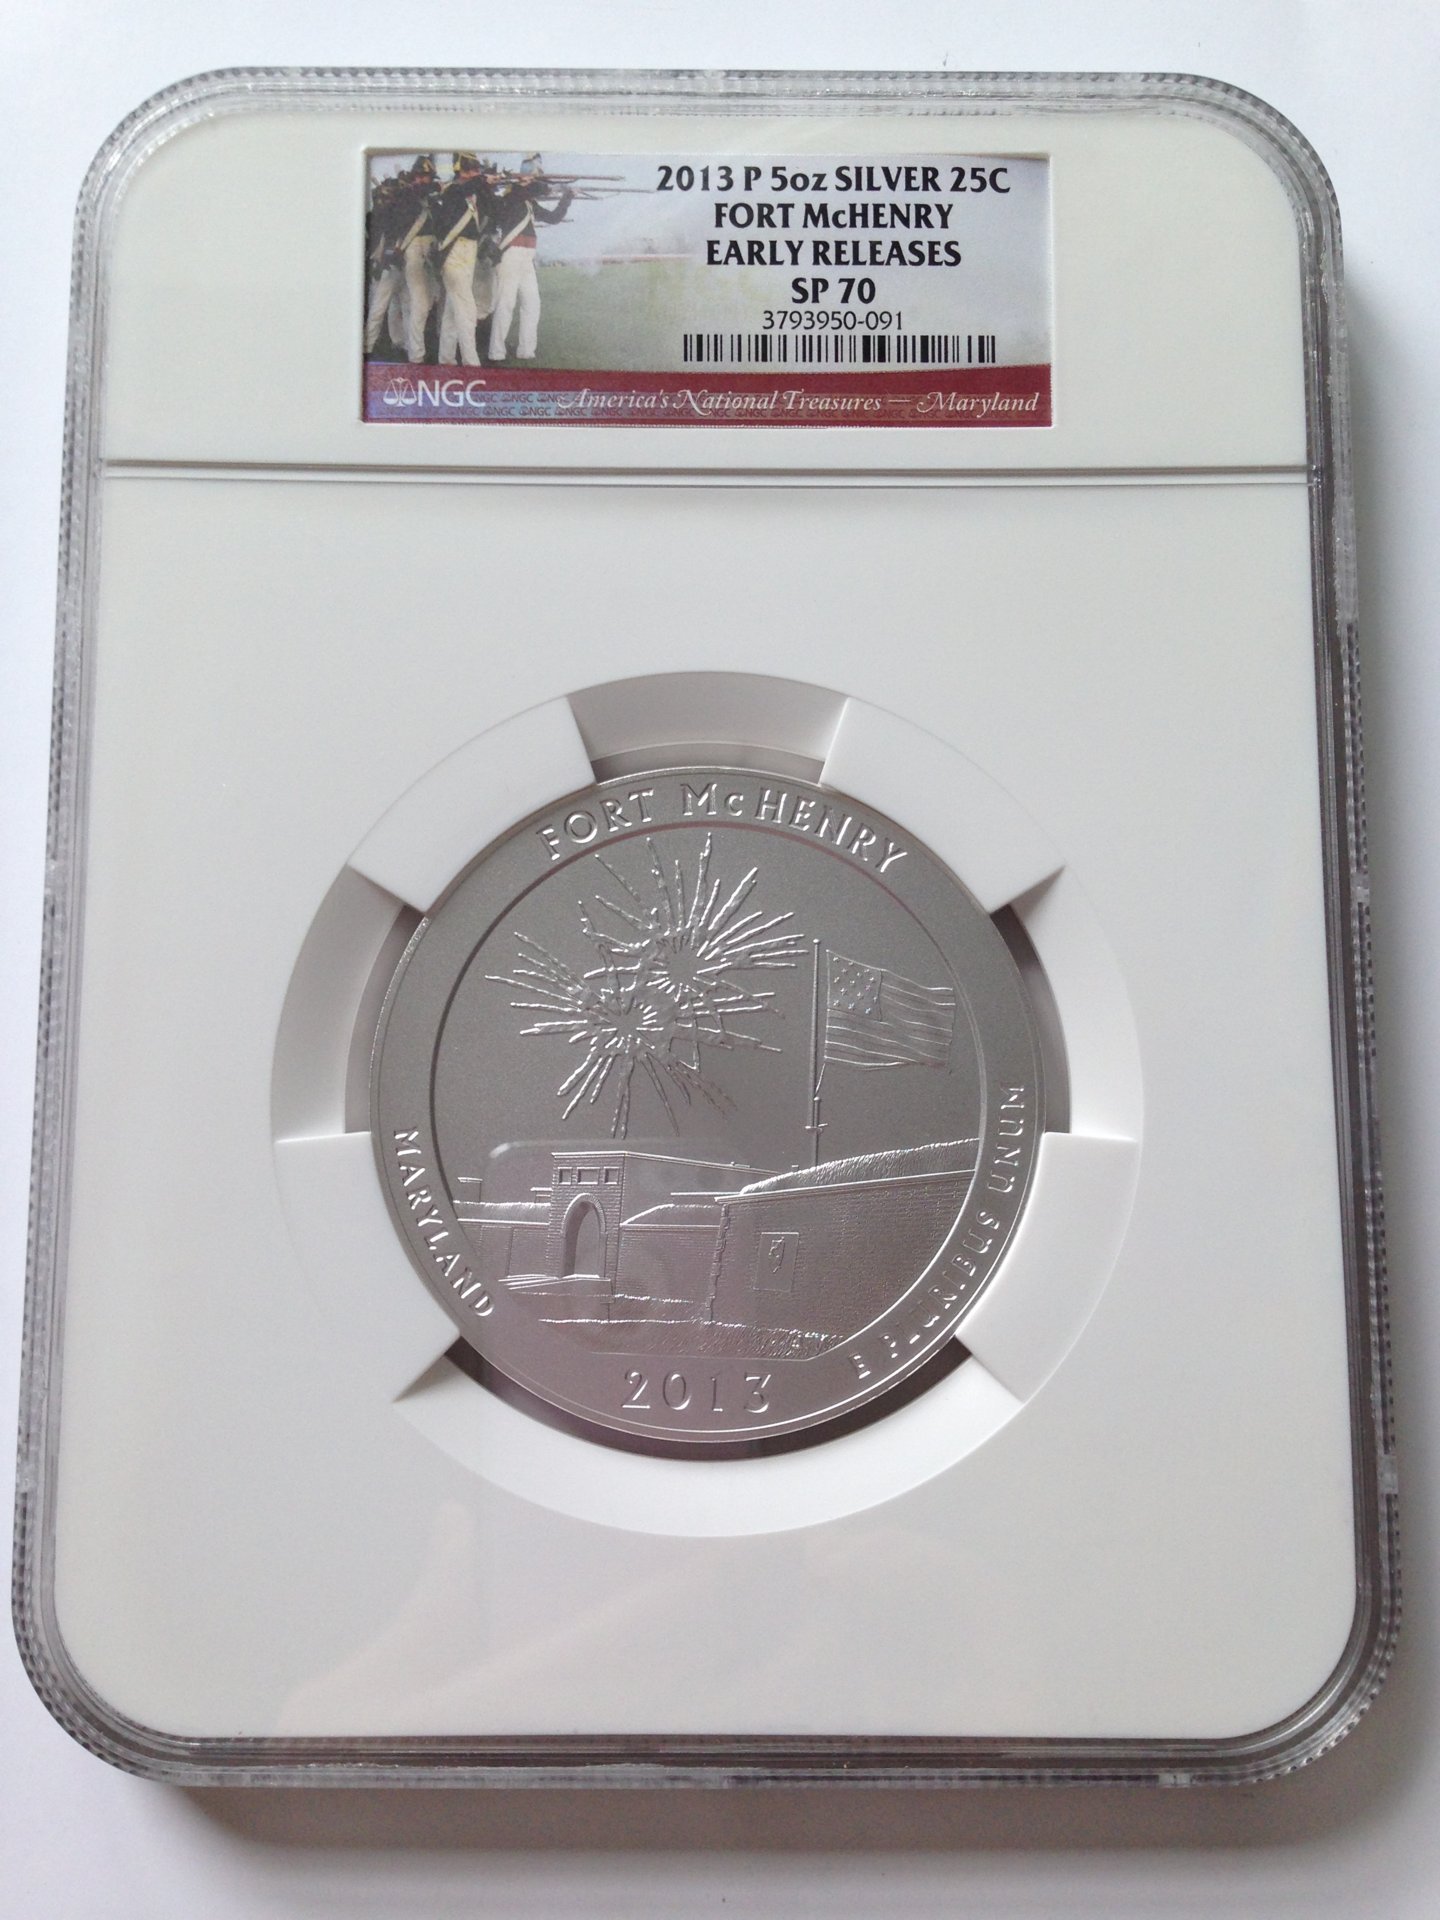 2013 P 5oz SILVER 25C
FORT McHENRY
EARLY RELEASES
SP 70
3793950-091
NGC America's National Treasures — Maryland
FORT McHENRY
MARYLAND
E PLURIBUS UNUM
2013